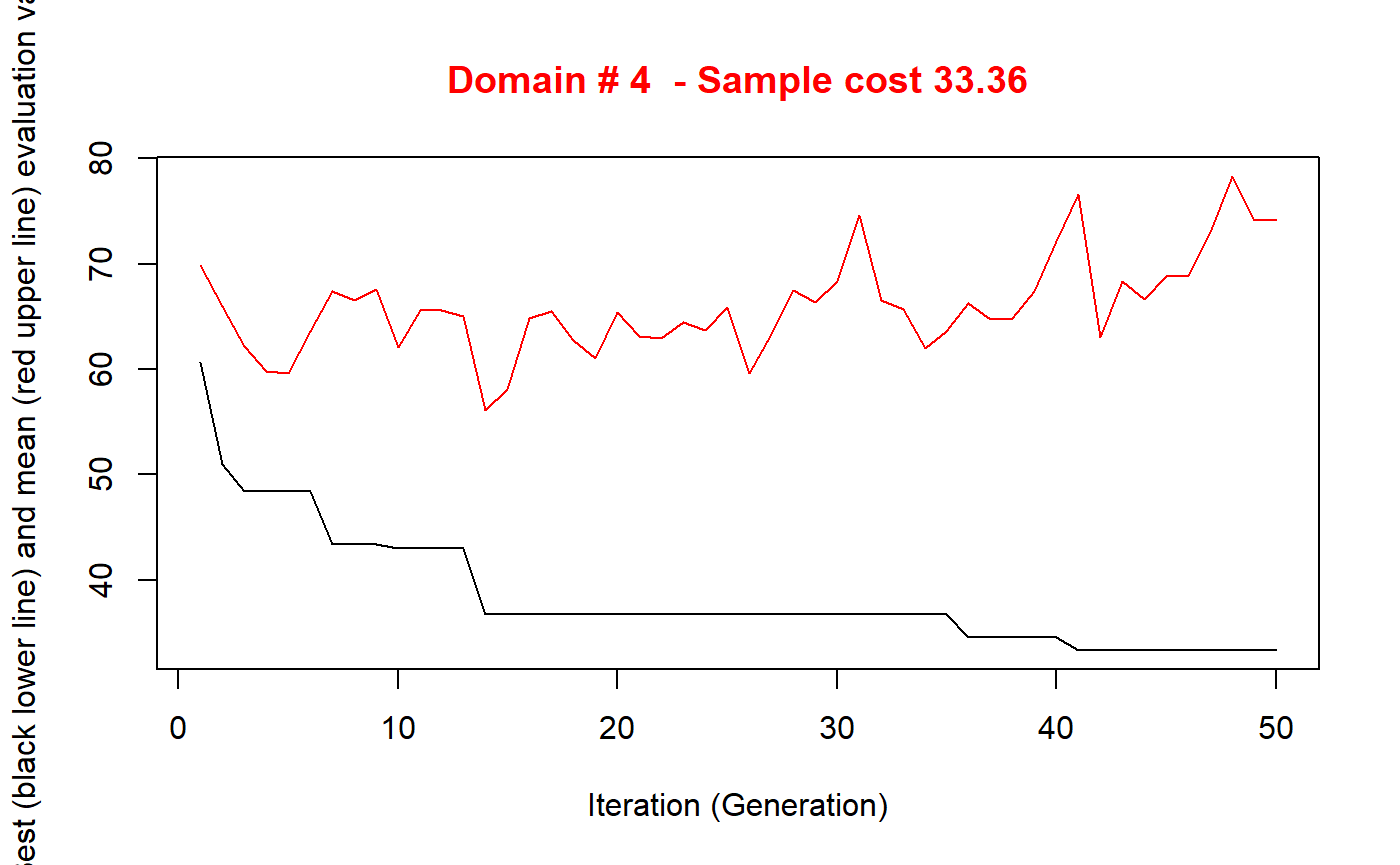 Domain # 4 - Sample cost 33.36
(black lower line) and mean (red upper line) evaluation
80
70
60
50
40
0 10 20 30 40 50
Iteration (Generation)